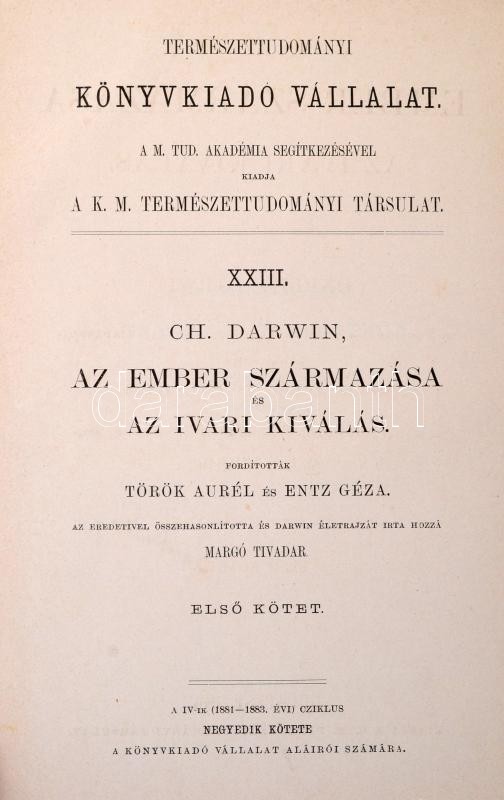 TERMÉSZETTUDOMÁNYI
KÖNYVKIADÓ VÁLLALAT.
A M. TUD. AKADÉMIA SEGÍTKEZÉSÉVEL
KIADJA
A K. M. TERMÉSZETTUDOMÁNYI TÁRSULAT.
XXIII.
CH. DARWIN,
AZ EMBER SZÁRMAZÁSA
ÉS
darabanth
AZ IVARI KIVÁLÁS.
FORDÍTOTTÁK
TÖRÖK AURÉL ÉS ENTZ GÉZA.
AZ EREDETIVEL ÖSSZEHASONLÍTOTTA ÉS DARWIN ÉLETRAJZÁT IRTA HOZZÁ
MARGÓ TIVADAR.
ELSŐ KÖTET.
A IV-IK (1881—1883. ÉVI) CZIKLUS
NEGYEDIK KÖTETE
A KÖNYVKIADÓ VÁLLALAT ALÁIRÓI SZÁMÁRA.